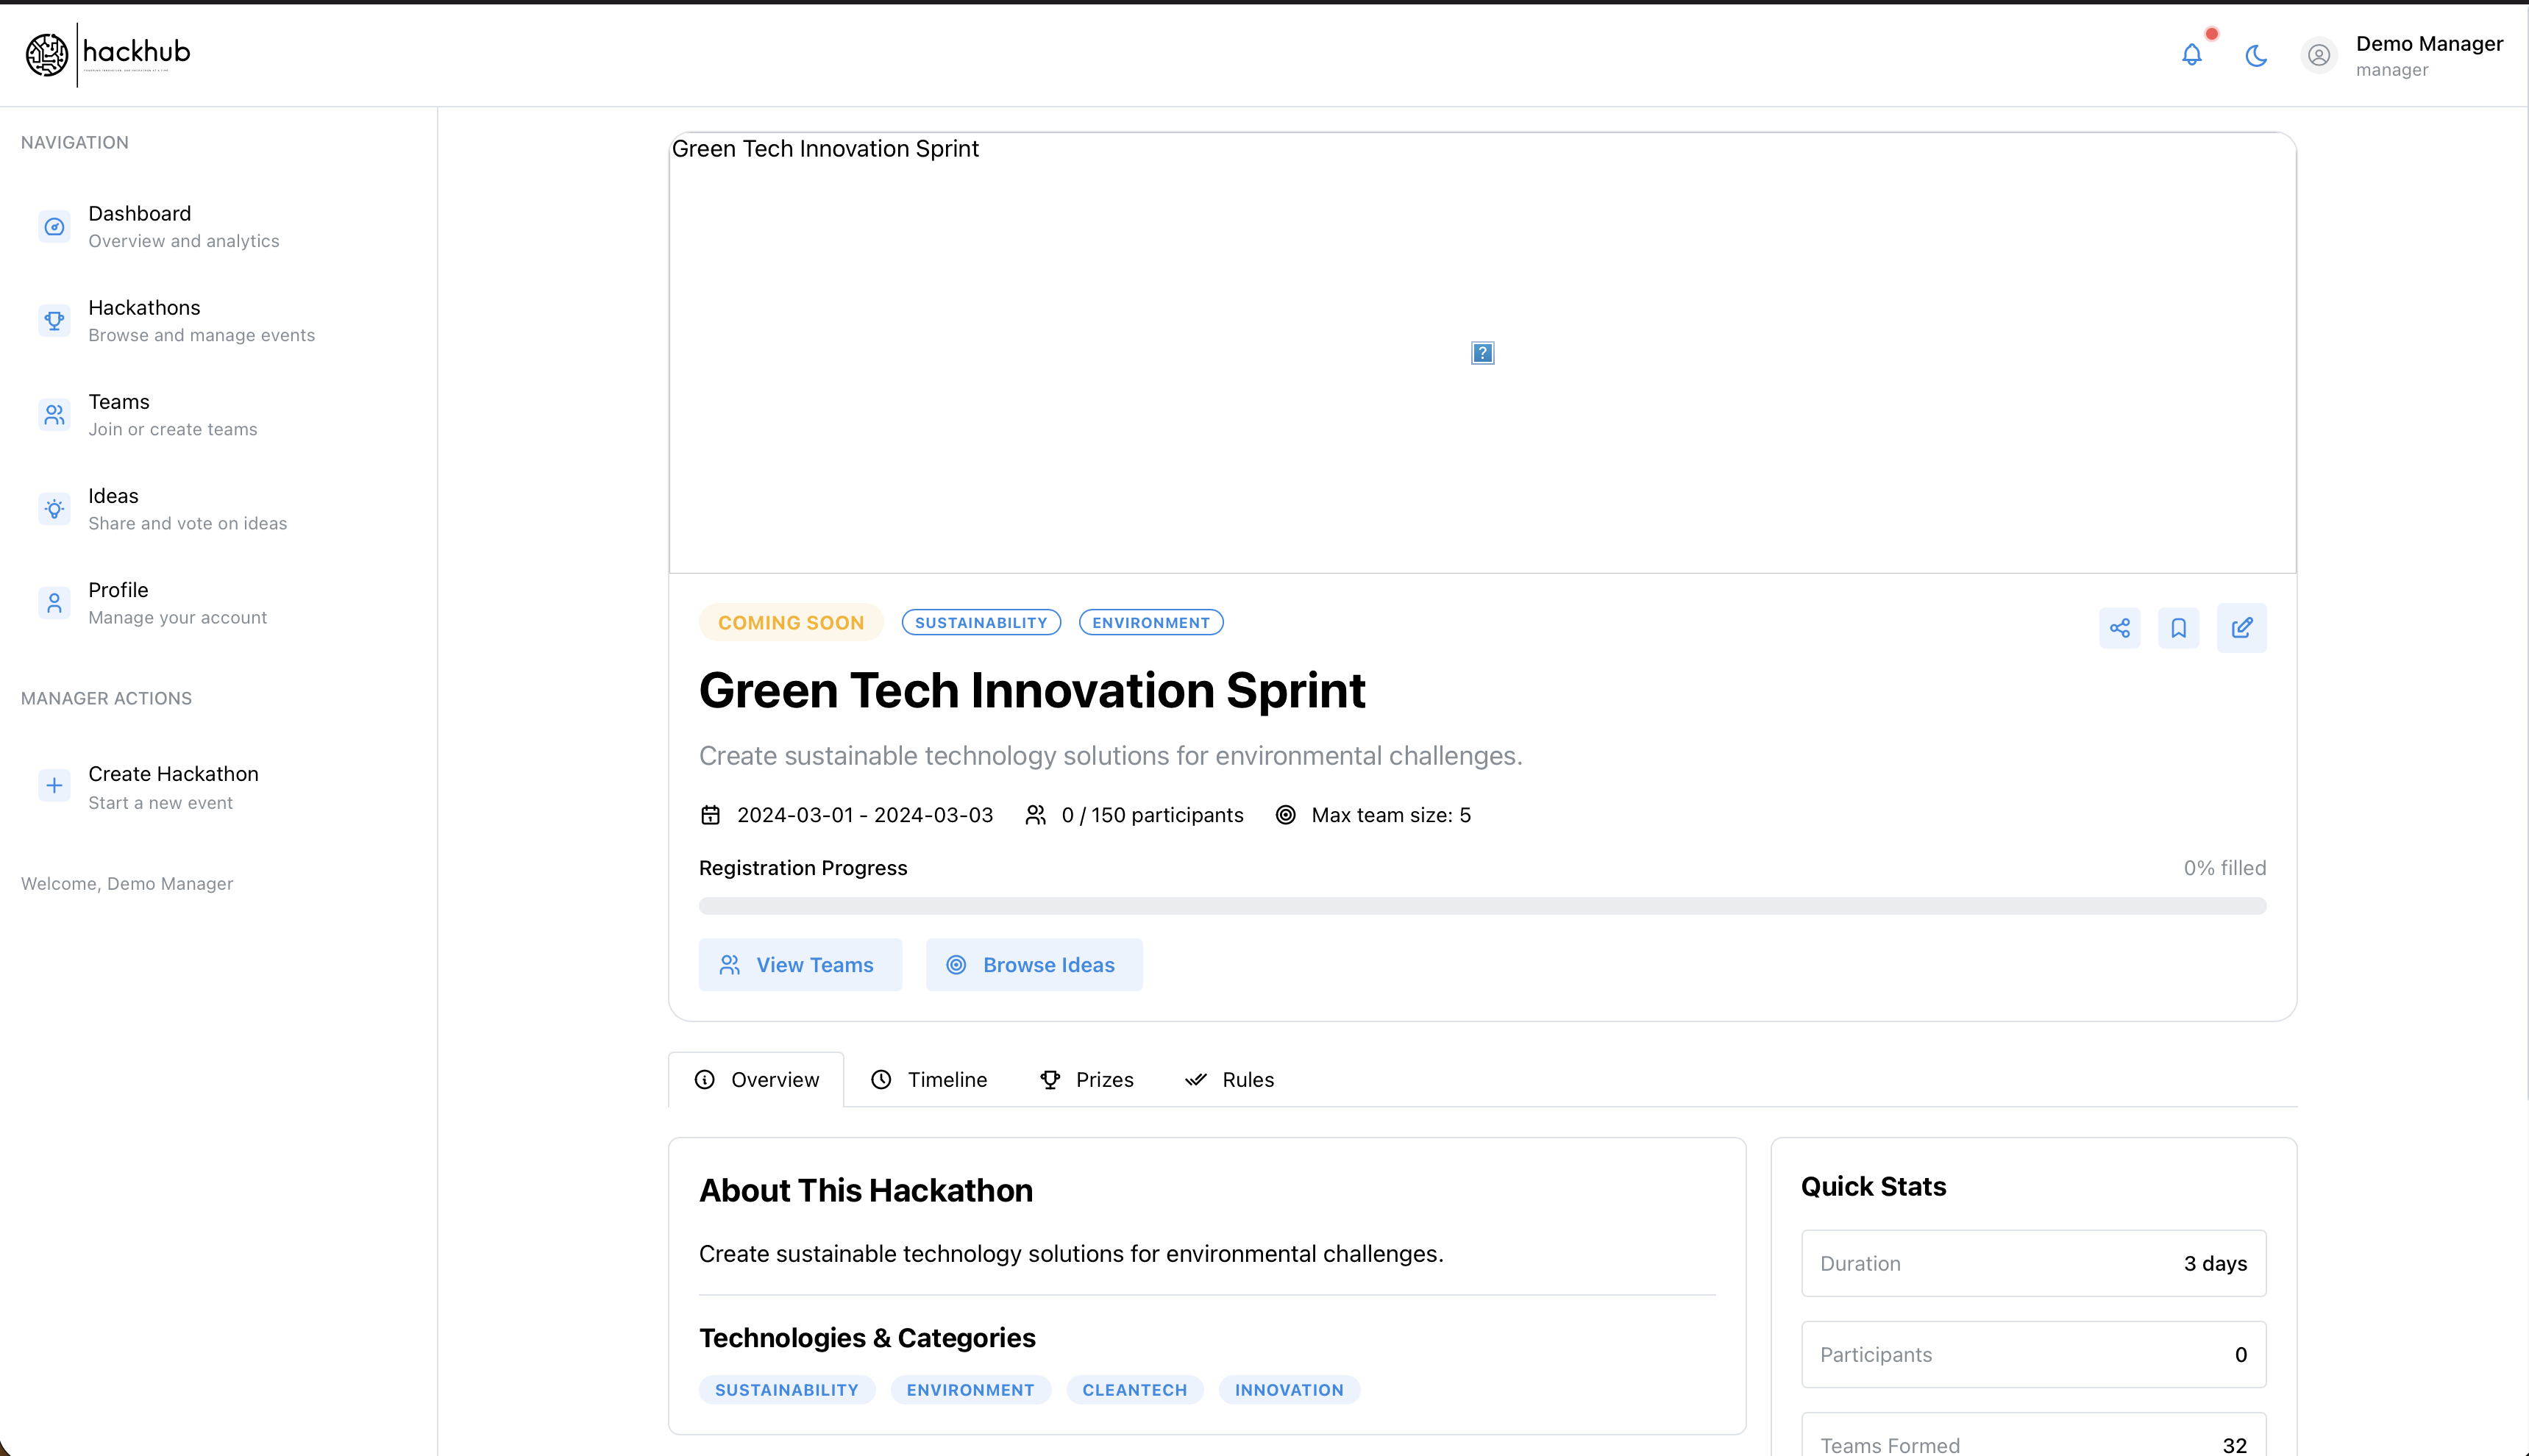 hackhub
Demo Manager
manager
NAVIGATION
Dashboard
Overview and analytics
Hackathons
Browse and manage events
Teams
Join or create teams
Ideas
Share and vote on ideas
Profile
Manage your account
MANAGER ACTIONS
Create Hackathon
Start a new event
Welcome, Demo Manager
Green Tech Innovation Sprint
?
COMING SOON SUSTAINABILITY ENVIRONMENT
Green Tech Innovation Sprint
Create sustainable technology solutions for environmental challenges.
2024-03-01 - 2024-03-03 0 / 150 participants Max team size: 5
Registration Progress 0% filled
View Teams Browse Ideas
Overview Timeline Prizes Rules
About This Hackathon
Create sustainable technology solutions for environmental challenges.
Technologies & Categories
SUSTAINABILITY ENVIRONMENT CLEANTECH INNOVATION
Quick Stats
Duration 3 days
Participants 0
Teams Formed 32